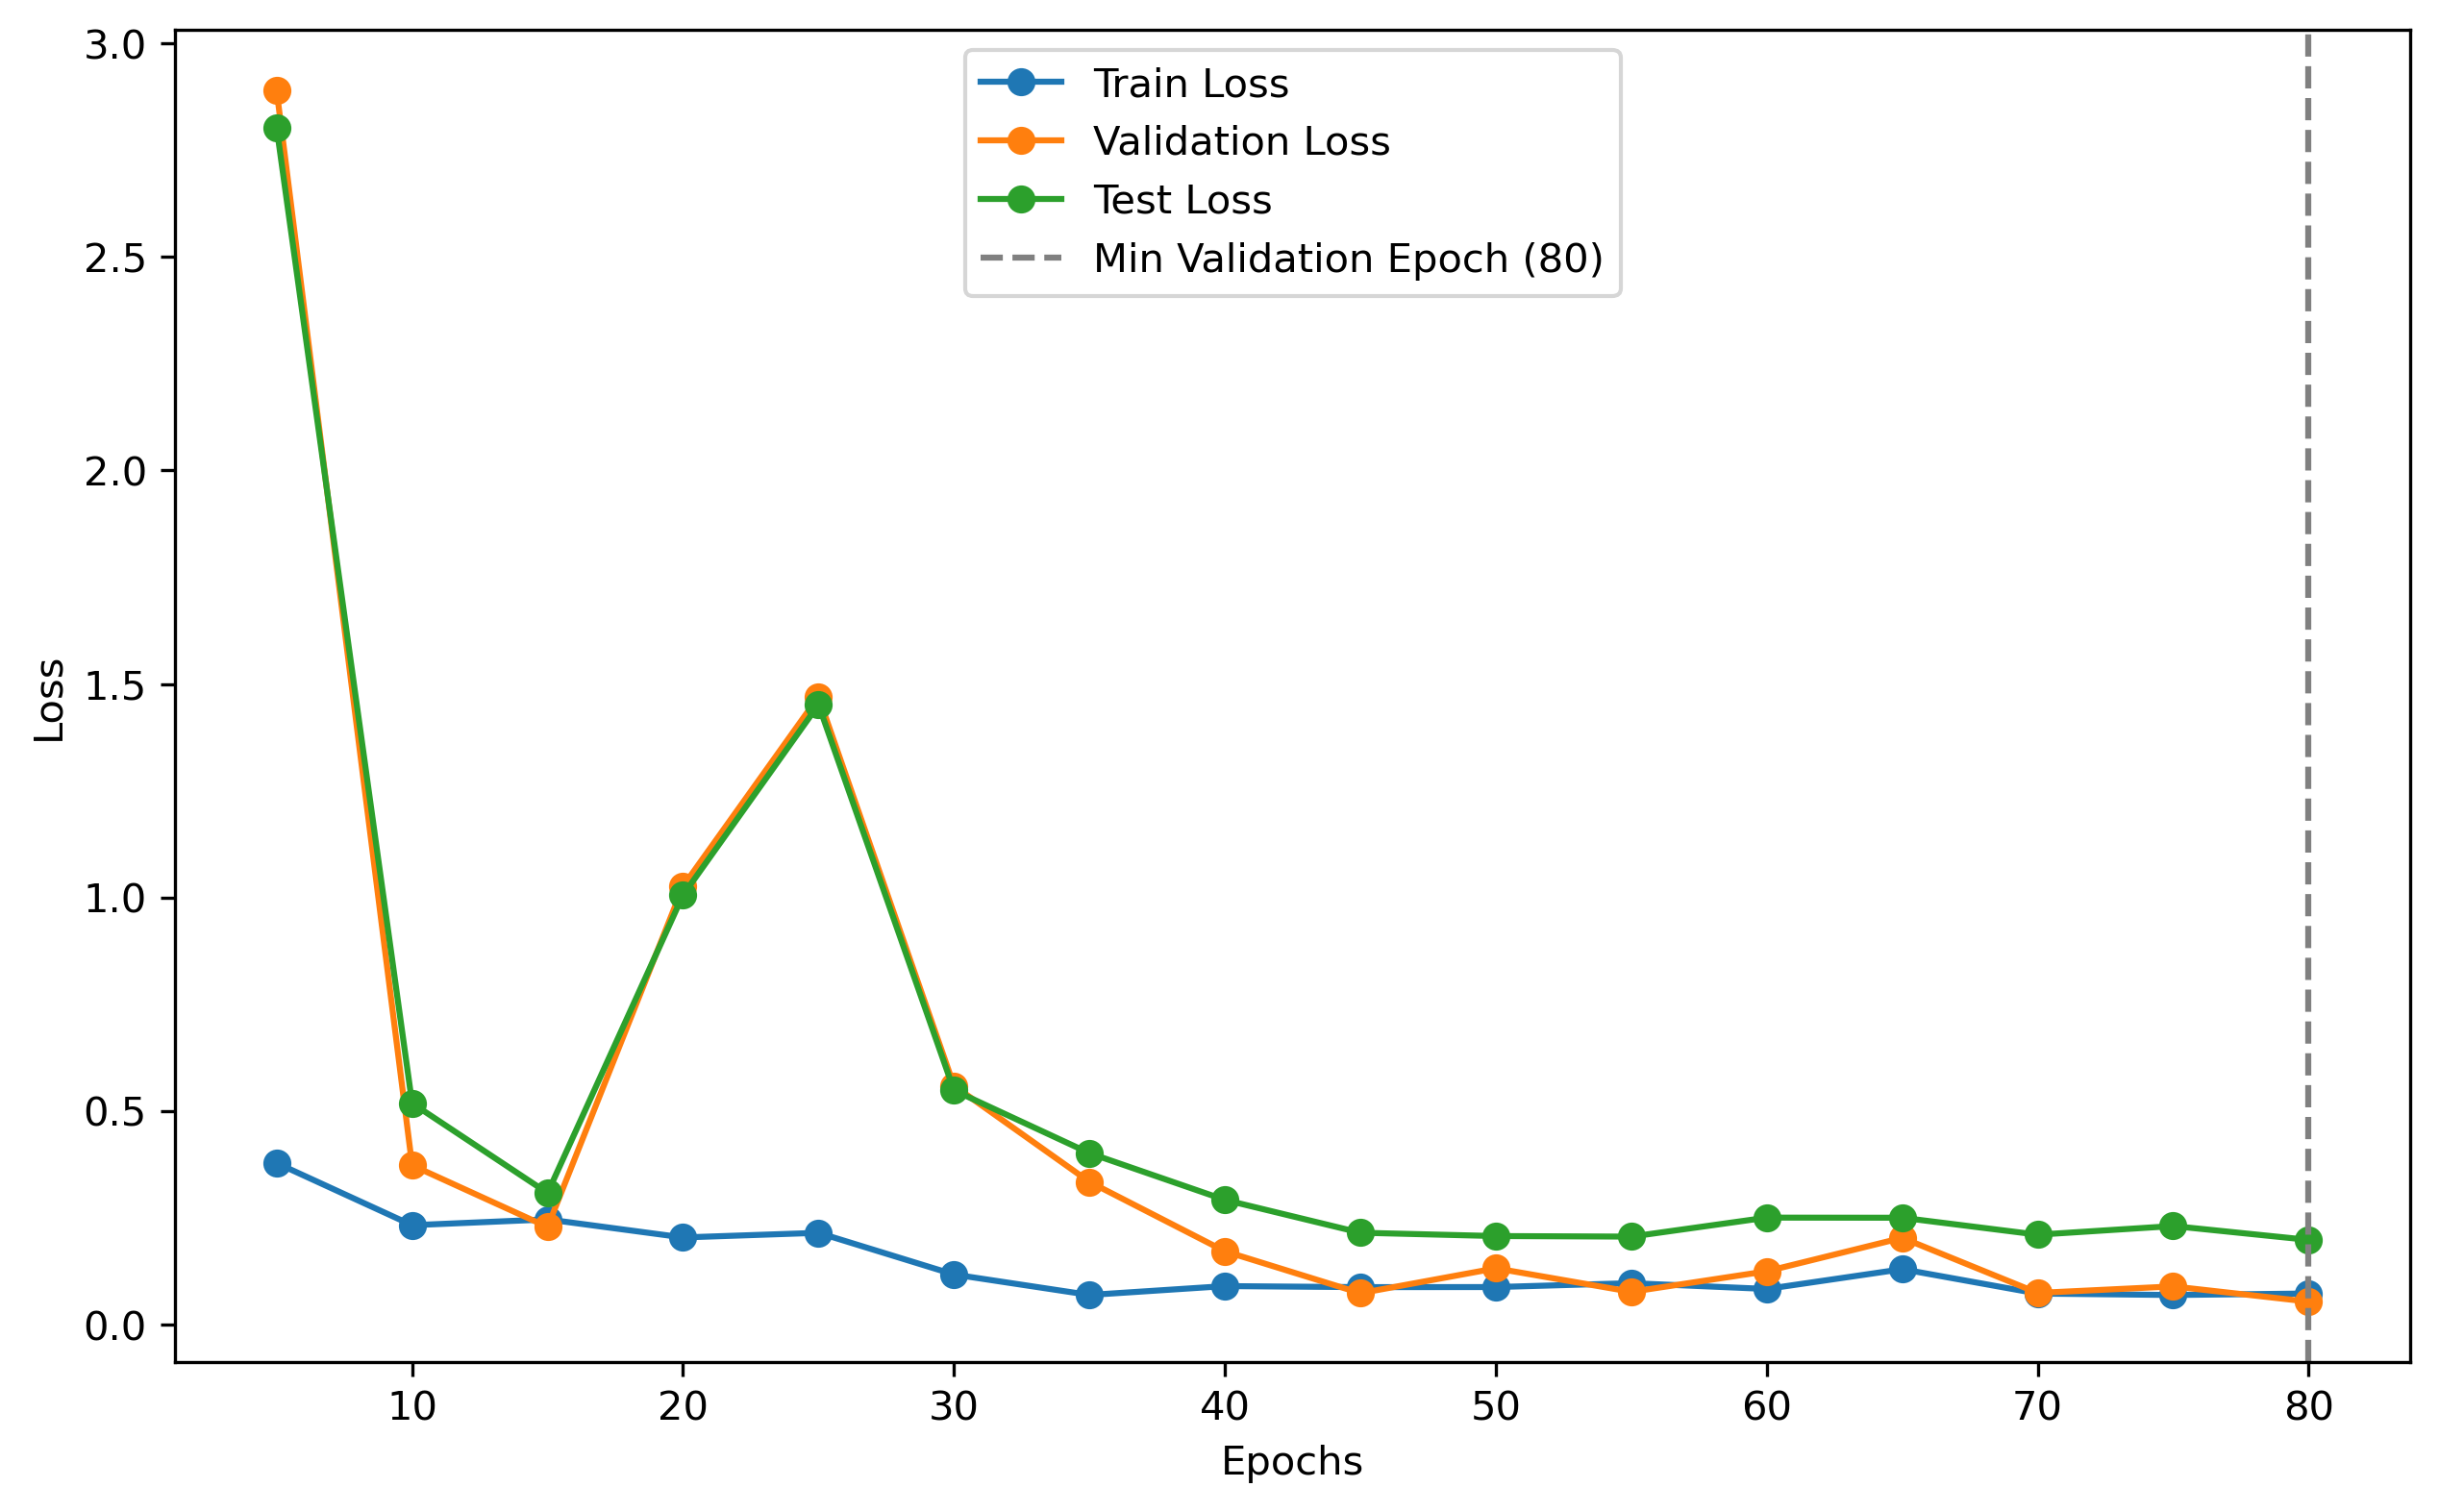 3.0
2.5
2.0
1.5
1.0
0.5
0.0
Loss
Train Loss
Validation Loss
Test Loss
Min Validation Epoch (80)
10 20 30 40 50 60 70 80
Epochs